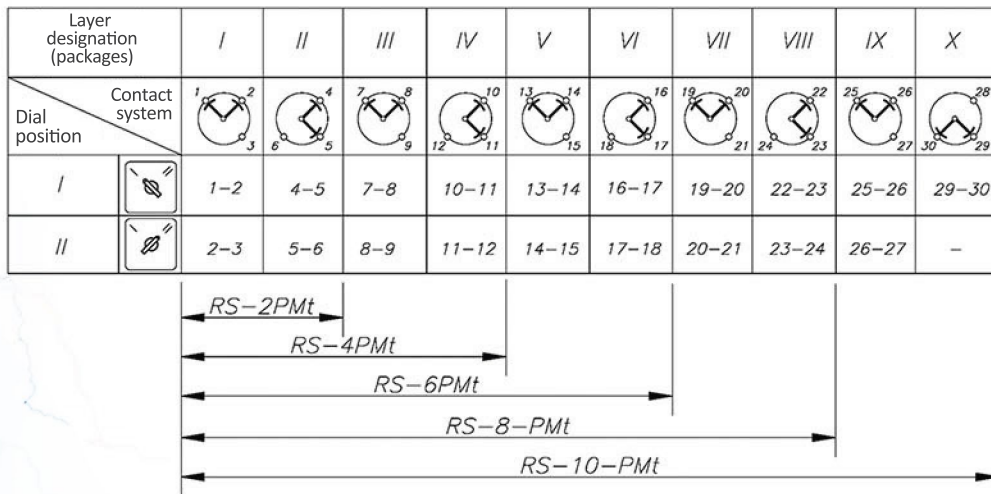 Layer
designation
(packages)
I II III IV V VI VII VIII IX X
Contact
system
Dial
position
1 2 3
4 5 6
7 8 9
10 11 12
13 14 15
16 17 18
19 20 21
22 23 24
25 26 27
28 29 30
I \ II 1-2 4-5 7-8 10-11 13-14 16-17 19-20 22-23 25-26 29-30
II \ II 2-3 5-6 8-9 11-12 14-15 17-18 20-21 23-24 26-27 -
RS-2PMt
RS-4PMt
RS-6PMt
RS-8-PMt
RS-10-PMt